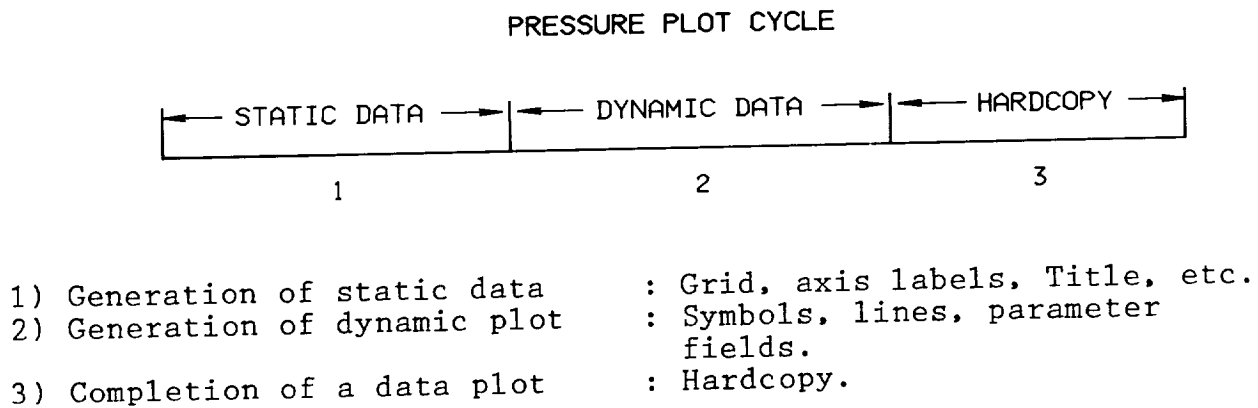 PRESSURE PLOT CYCLE
STATIC DATA DYNAMIC DATA HARDCOPY
1 2 3
1) Generation of static data : Grid, axis labels, Title, etc.
2) Generation of dynamic plot : Symbols, lines, parameter
fields.
3) Completion of a data plot : Hardcopy.